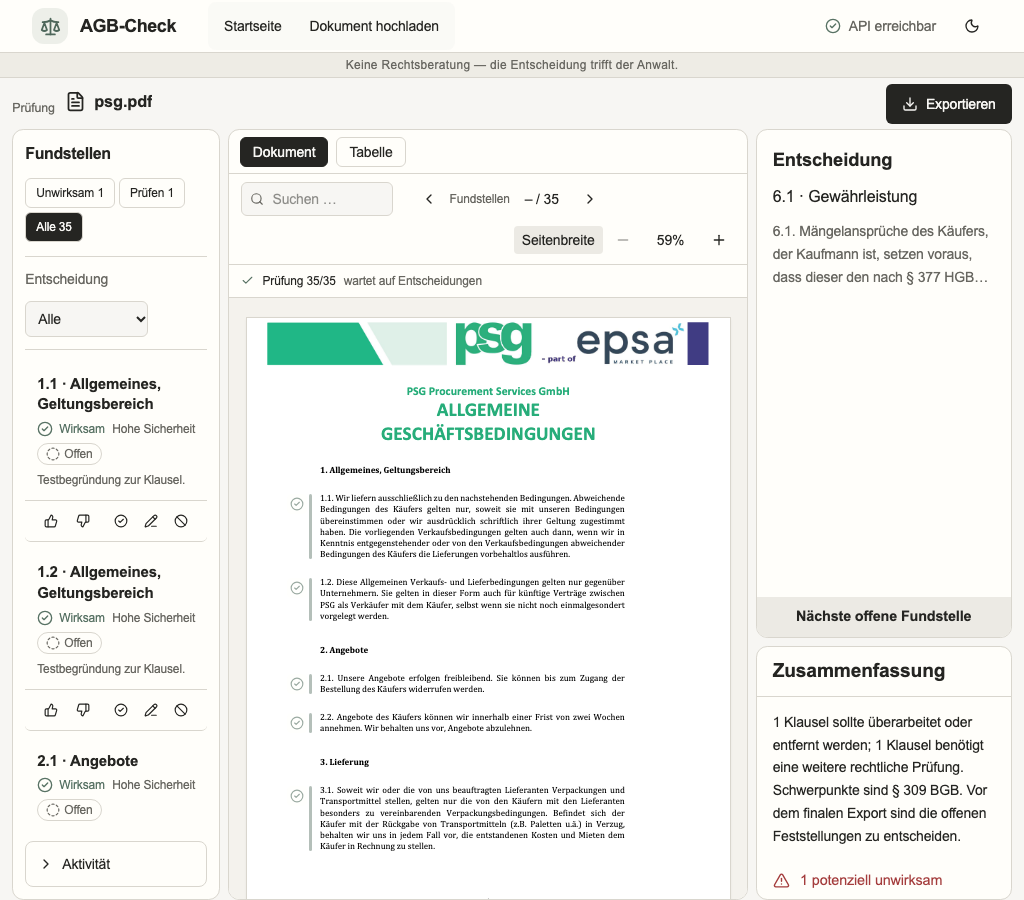 AGB-Check
Startseite
Dokument hochladen
API erreichbar
Keine Rechtsberatung — die Entscheidung trifft der Anwalt.
Prüfung
psg.pdf
Exportieren
Fundstellen
Unwirksam 1
Prüfen 1
Alle 35
Entscheidung
Alle
1.1 · Allgemeines,
Geltungsbereich
Wirksam Hohe Sicherheit
Offen
Testbegründung zur Klausel.
1.2 · Allgemeines,
Geltungsbereich
Wirksam Hohe Sicherheit
Offen
Testbegründung zur Klausel.
2.1 · Angebote
Wirksam Hohe Sicherheit
Offen
Aktivität
Dokument
Tabelle
Suchen …
Fundstellen – / 35
Seitenbreite
59%
Prüfung 35/35 wartet auf Entscheidungen
psg
- part of
epsa
MARKET PLACE
PSG Procurement Services GmbH
ALLGEMEINE
GESCHÄFTSBEDINGUNGEN
1. Allgemeines, Geltungsbereich
1.1. Wir liefern ausschließlich zu den nachstehenden Bedingungen. Abweichende
Bedingungen des Käufers gelten nur, soweit sie mit unseren Bedingungen
übereinstimmen oder wir ausdrücklich schriftlich ihrer Geltung zugestimmt
haben. Die vorliegenden Verkaufsbedingungen gelten auch dann, wenn wir in
Kenntnis entgegenstehender oder von den Verkaufsbedingungen abweichender
Bedingungen des Käufers die Lieferungen vorbehaltlos ausführen.
1.2. Diese Allgemeinen Verkaufs- und Lieferbedingungen gelten nur gegenüber
Unternehmern. Sie gelten in dieser Form auch für künftige Verträge zwischen
PSG als Verkäufer mit dem Käufer, selbst wenn sie nicht noch einmalgesondert
vorgelegt werden.
2. Angebote
2.1. Unsere Angebote erfolgen freibleibend. Sie können bis zum Zugang der
Bestellung des Käufers widerrufen werden.
2.2. Angebote des Käufers können wir innerhalb einer Frist von zwei Wochen
annehmen. Wir behalten uns vor, Angebote abzulehnen.
3. Lieferung
3.1. Soweit wir oder die von uns beauftragten Lieferanten Verpackungen und
Transportmittel stellen, gelten nur die von den Käufern mit den Lieferanten
besonders zu vereinbarenden Verpackungsbedingungen. Befindet sich der
Käufer mit der Rückgabe von Transportmitteln (z.B. Paletten u.ä.) in Verzug,
behalten wir uns in jedem Fall vor, die entstandenen Kosten und Mieten dem
Käufer in Rechnung zu stellen.
Entscheidung
6.1 · Gewährleistung
6.1. Mängelansprüche des Käufers,
der Kaufmann ist, setzen voraus,
dass dieser den nach § 377 HGB…
Nächste offene Fundstelle
Zusammenfassung
1 Klausel sollte überarbeitet oder
entfernt werden; 1 Klausel benötigt
eine weitere rechtliche Prüfung.
Schwerpunkte sind § 309 BGB. Vor
dem finalen Export sind die offenen
Feststellungen zu entscheiden.
1 potenziell unwirksam